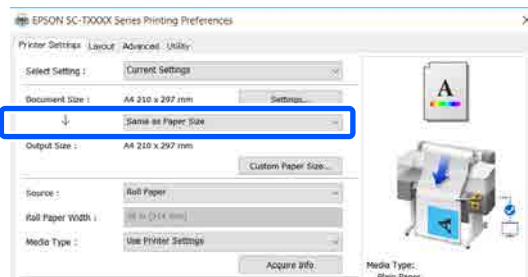 EPSON SC-TXXXX Series Printing Preferences
Printer Settings Layout Advanced Utility
Select Setting : Current Settings
Document Size : A4 210 x 297 mm Settings...
↓ Same as Paper Size
Output Size : A4 210 x 297 mm
Custom Paper Size...
Source : Roll Paper
Roll Paper Width :
Media Type : Use Printer Settings
Acquire Info
A
A
Media Type:
Plain Paper